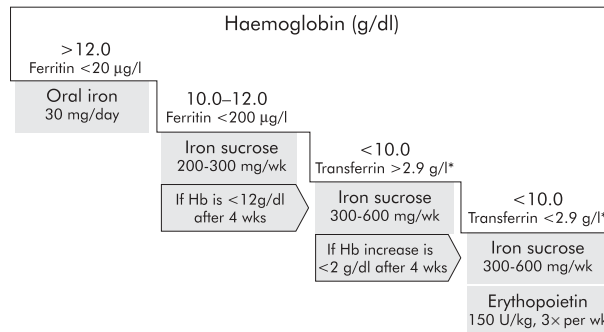 Haemoglobin (g/dl)
>12.0
Ferritin <20 µg/l
Oral iron
30 mg/day
10.0–12.0
Ferritin <200 µg/l
Iron sucrose
200-300 mg/wk
If Hb is <12g/dl
after 4 wks
<10.0
Transferrin >2.9 g/l*
Iron sucrose
300-600 mg/wk
If Hb increase is
<2 g/dl after 4 wks
<10.0
Transferrin <2.9 g/l*
Iron sucrose
300-600 mg/wk
Erythopoietin
150 U/kg, 3× per wk